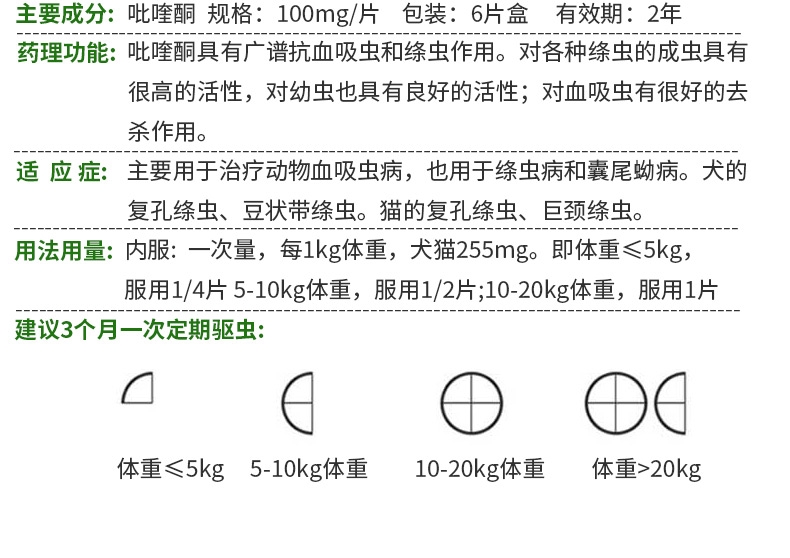 主要成分: 吡喹酮 规格：100mg/片 包装：6片盒 有效期：2年
药理功能: 吡喹酮具有广谱抗血吸虫和绦虫作用。对各种绦虫的成虫具有
很高的活性，对幼虫也具有良好的活性；对血吸虫有很好的去
杀作用。
适 应 症: 主要用于治疗动物血吸虫病，也用于绦虫病和囊尾蚴病。犬的
复孔绦虫、豆状带绦虫。猫的复孔绦虫、巨颈绦虫。
用法用量: 内服: 一次量，每1kg体重，犬猫255mg。即体重≤5kg，
服用1/4片 5-10kg体重，服用1/2片;10-20kg体重，服用1片
建议3个月一次定期驱虫:
体重≤5kg 5-10kg体重 10-20kg体重 体重>20kg